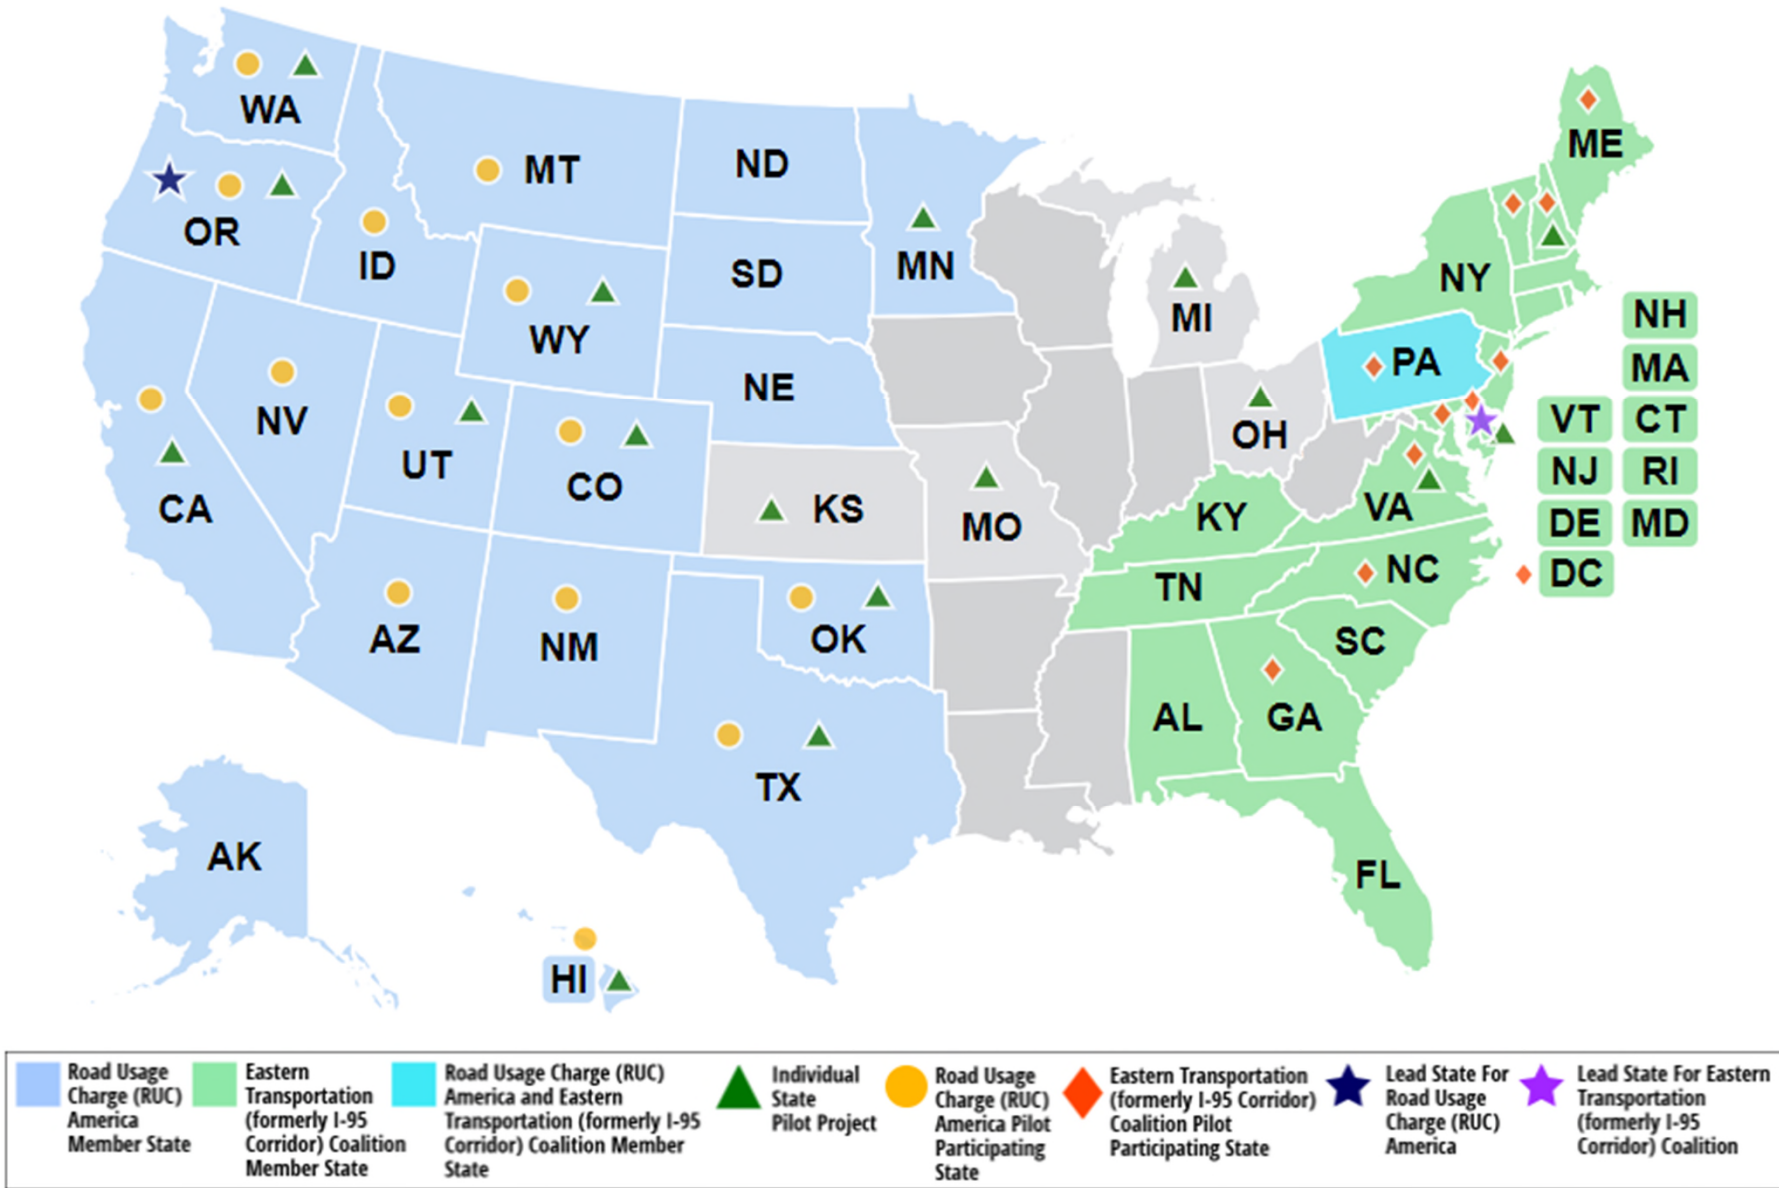 WA
MT
ND
ME
OR
ID
SD
MN
NY
MI
NH
WY
PA
MA
NE
NV
VT
CT
OH
UT
CO
NJ
RI
CA
KS
MO
KY
VA
DE
MD
TN
NC
DC
AZ
NM
OK
SC
TX
AL
GA
AK
FL
HI
Road Usage
Charge (RUC)
America
Member State
Eastern
Transportation
(formerly I-95
Corridor) Coalition
Member State
Road Usage Charge (RUC)
America and Eastern
Transportation (formerly I-95
Corridor) Coalition Member
State
Individual
State
Pilot Project
Road Usage
Charge (RUC)
America Pilot
Participating
State
Eastern Transportation
(formerly I-95 Corridor)
Coalition Pilot
Participating State
Lead State For
Road Usage
Charge (RUC)
America
Lead State For Eastern
Transportation
(formerly I-95
Corridor) Coalition